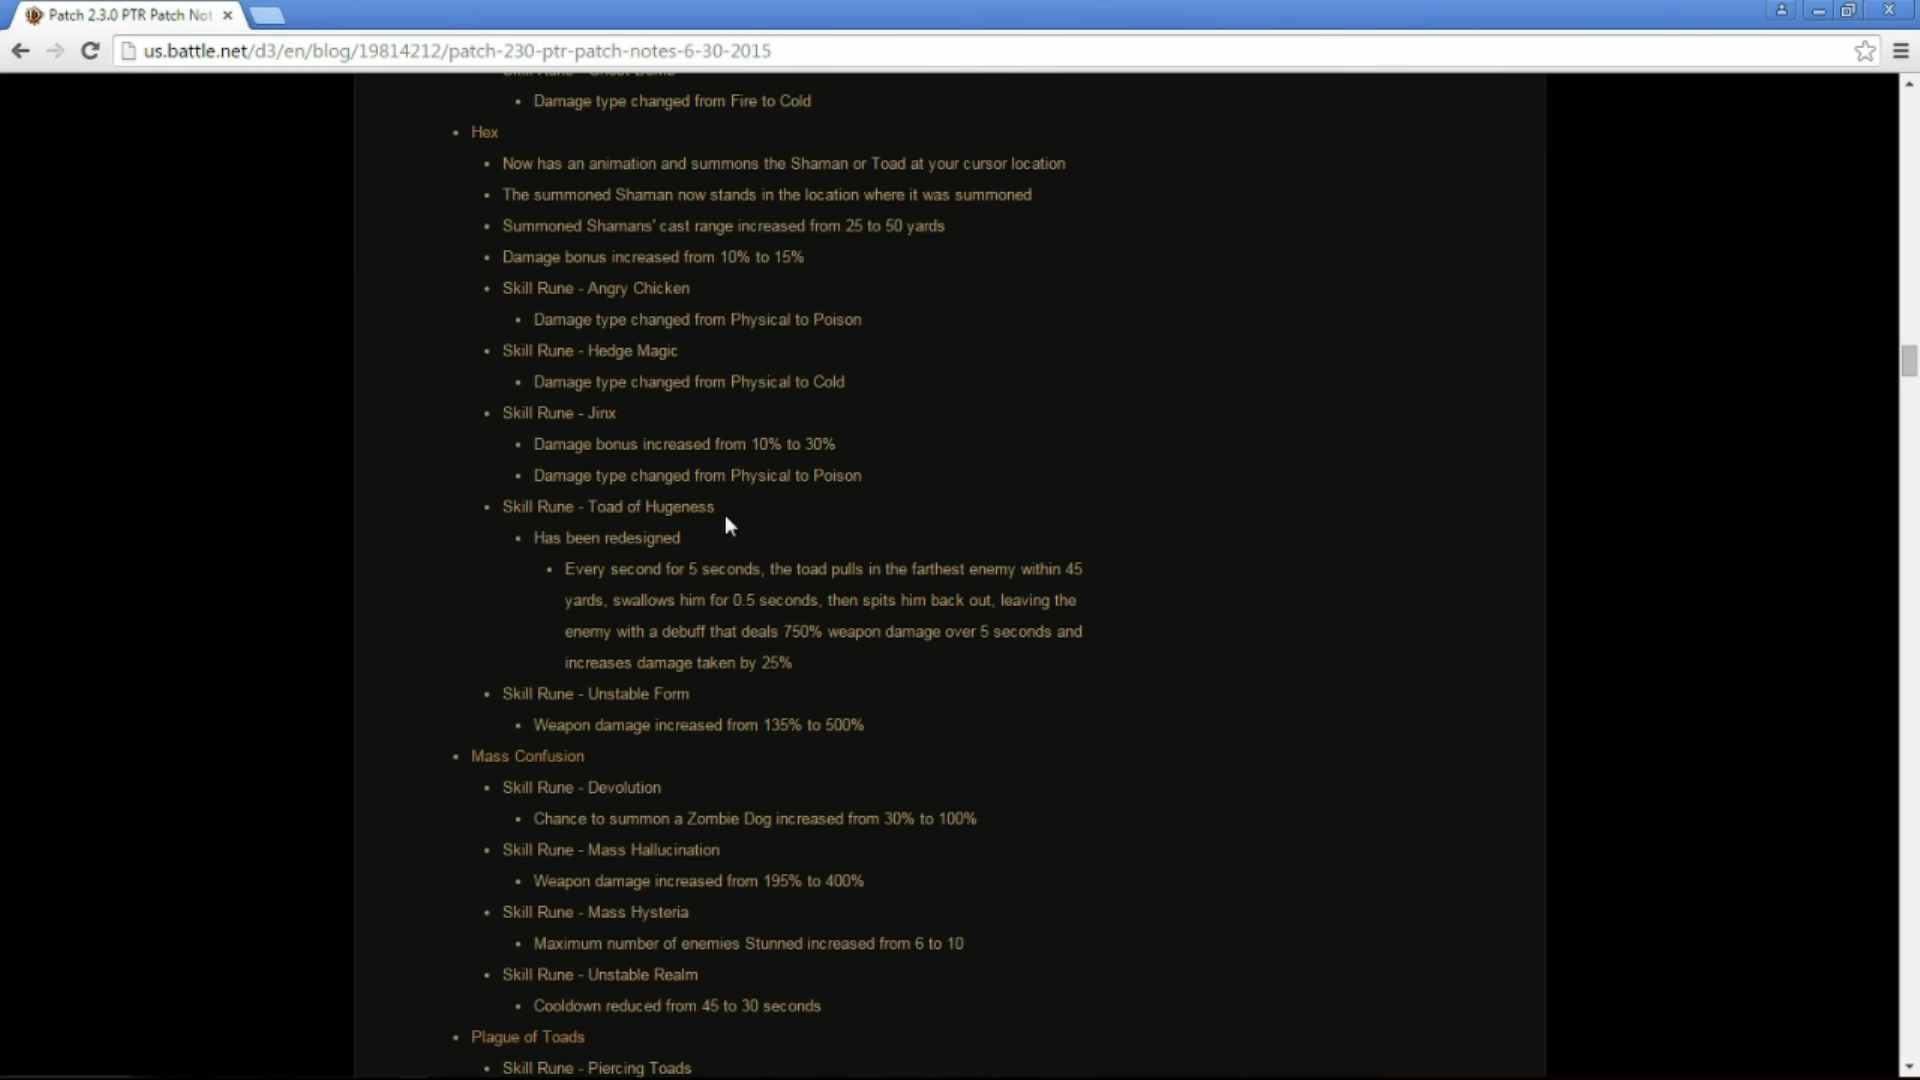 Patch 2.3.0 PTR Patch Not
us.battle.net/d3/en/blog/19814212/patch-230-ptr-patch-notes-6-30-2015
Damage type changed from Fire to Cold
Hex
Now has an animation and summons the Shaman or Toad at your cursor location
The summoned Shaman now stands in the location where it was summoned
Summoned Shamans' cast range increased from 25 to 50 yards
Damage bonus increased from 10% to 15%
Skill Rune - Angry Chicken
Damage type changed from Physical to Poison
Skill Rune - Hedge Magic
Damage type changed from Physical to Cold
Skill Rune - Jinx
Damage bonus increased from 10% to 30%
Damage type changed from Physical to Poison
Skill Rune - Toad of Hugeness
Has been redesigned
Every second for 5 seconds, the toad pulls in the farthest enemy within 45
yards, swallows him for 0.5 seconds, then spits him back out, leaving the
enemy with a debuff that deals 750% weapon damage over 5 seconds and
increases damage taken by 25%
Skill Rune - Unstable Form
Weapon damage increased from 135% to 500%
Mass Confusion
Skill Rune - Devolution
Chance to summon a Zombie Dog increased from 30% to 100%
Skill Rune - Mass Hallucination
Weapon damage increased from 195% to 400%
Skill Rune - Mass Hysteria
Maximum number of enemies Stunned increased from 6 to 10
Skill Rune - Unstable Realm
Cooldown reduced from 45 to 30 seconds
Plague of Toads
Skill Rune - Piercing Toads